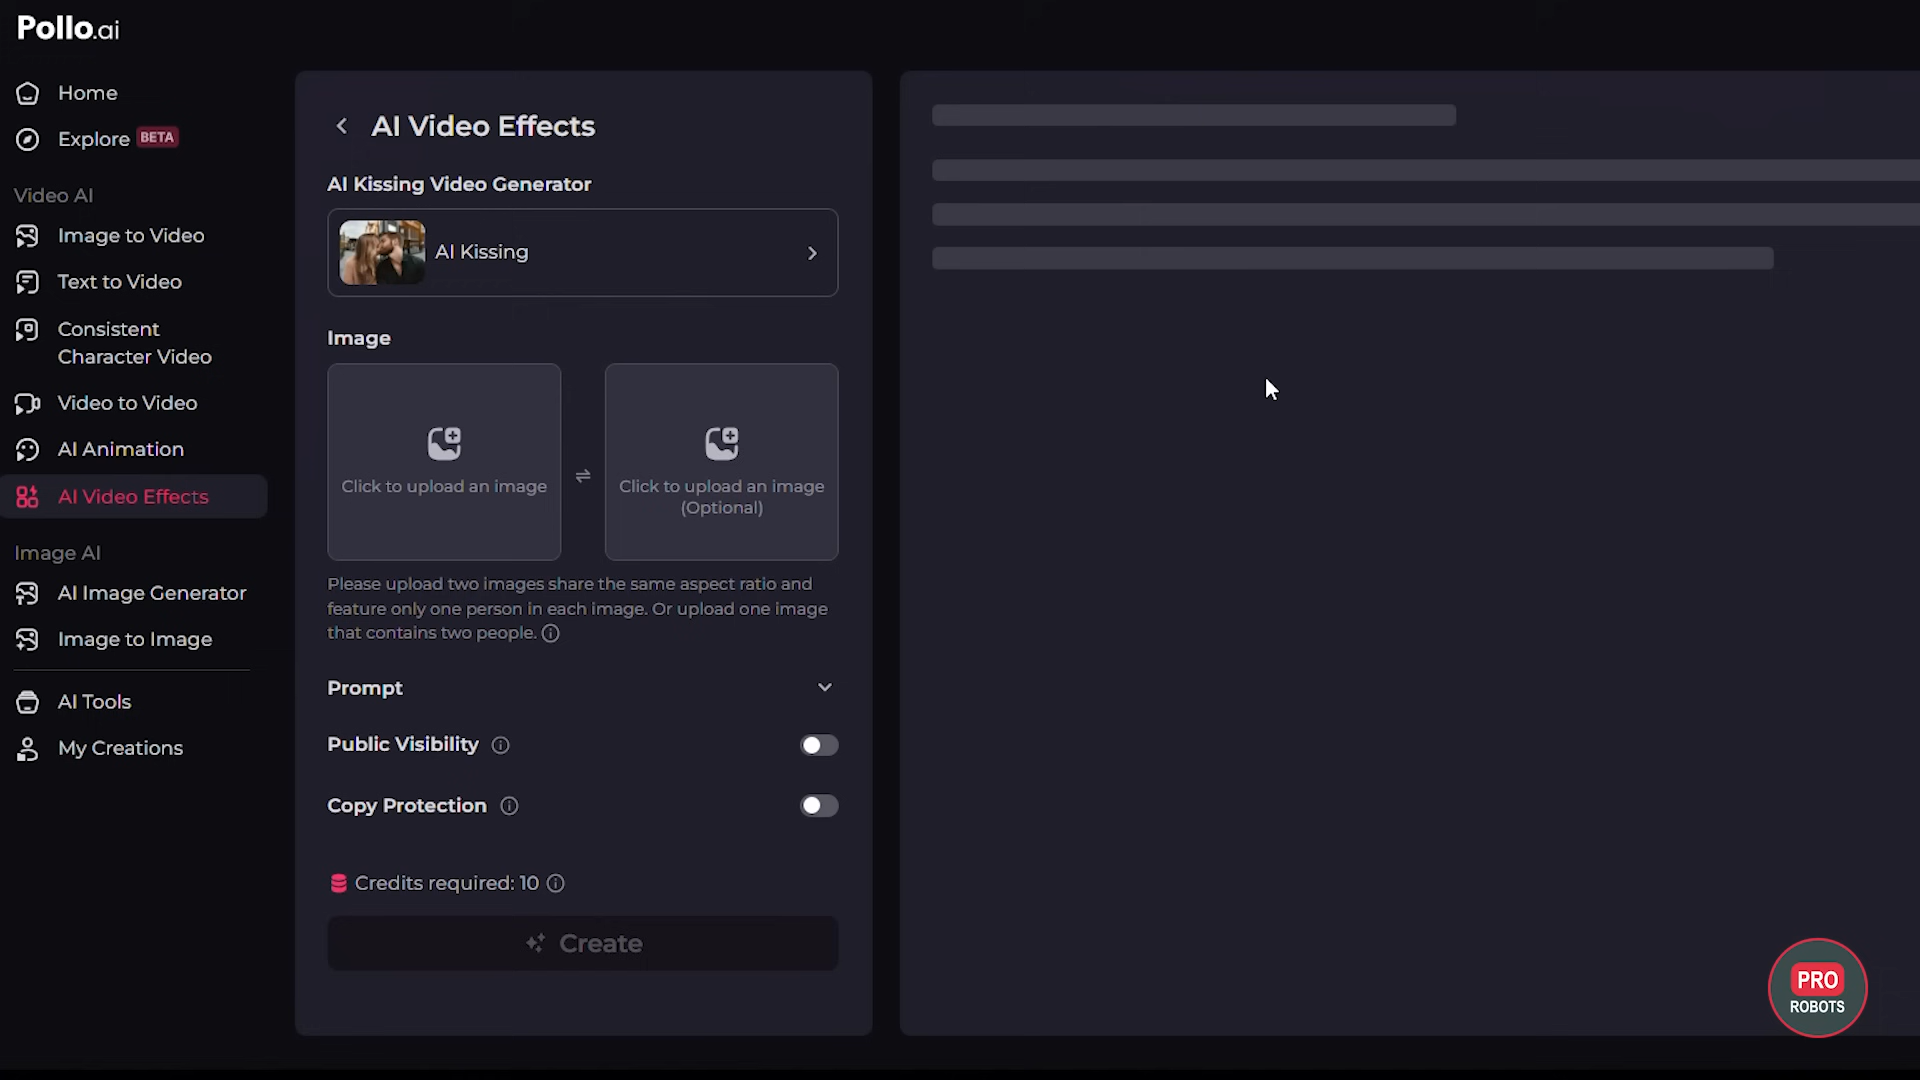 Pollo.ai
Home
Explore BETA
Video AI
Image to Video
Text to Video
Consistent
Character Video
Video to Video
AI Animation
AI Video Effects
Image AI
AI Image Generator
Image to Image
AI Tools
My Creations
AI Video Effects
AI Kissing Video Generator
AI Kissing
Image
Click to upload an image
Click to upload an image
(Optional)
Please upload two images share the same aspect ratio and
feature only one person in each image. Or upload one image
that contains two people.
Prompt
Public Visibility
Copy Protection
Credits required: 10
Create
PRO
ROBOTS